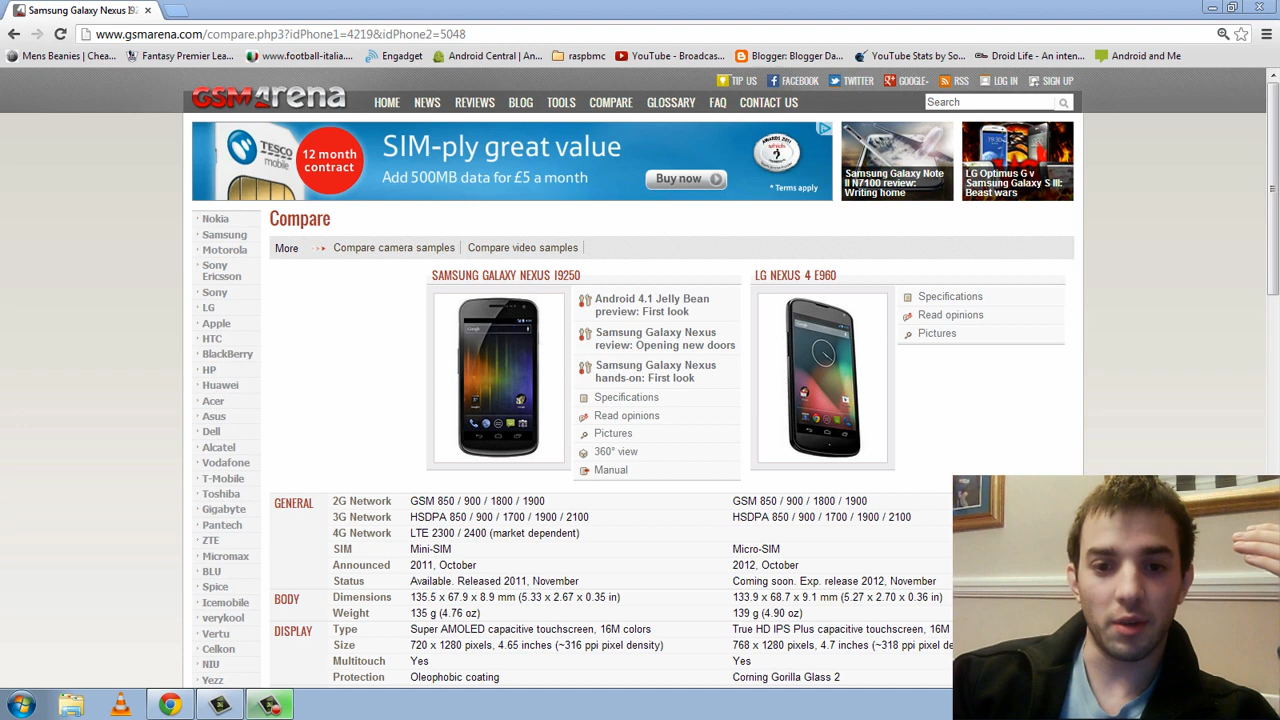 Samsung Galaxy Nexus I92
www.gsmarena.com/compare.php3?idPhone1=4219&idPhone2=5048
Mens Beanies | Chea...
Fantasy Premier Lea...
www.football-italia....
Engadget
Android Central | An...
raspbmc
YouTube - Broadcas...
Blogger: Blogger Da...
YouTube Stats by So...
Droid Life - An inten...
Android and Me
TIP US
FACEBOOK
TWITTER
GOOGLE+
RSS
LOG IN
SIGN UP
GSMArena
HOME
NEWS
REVIEWS
BLOG
TOOLS
COMPARE
GLOSSARY
FAQ
CONTACT US
Search
TESCO
mobile
12 month
contract
SIM-ply great value
Add 500MB data for £5 a month
Buy now
* Terms apply
Samsung Galaxy Note
II N7100 review:
Writing home
LG Optimus G v
Samsung Galaxy S III:
Beast wars
Compare
More
Compare camera samples
Compare video samples
Nokia
Samsung
Motorola
Sony
Ericsson
Sony
LG
Apple
HTC
BlackBerry
HP
Huawei
Acer
Asus
Dell
Alcatel
Vodafone
T-Mobile
Toshiba
Gigabyte
Pantech
ZTE
Micromax
BLU
Spice
Icemobile
verykool
Vertu
Celkon
NIU
Yezz
SAMSUNG GALAXY NEXUS I9250
Android 4.1 Jelly Bean
preview: First look
Samsung Galaxy Nexus
review: Opening new doors
Samsung Galaxy Nexus
hands-on: First look
Specifications
Read opinions
Pictures
360° view
Manual
LG NEXUS 4 E960
Specifications
Read opinions
Pictures
GENERAL 2G Network GSM 850 / 900 / 1800 / 1900 GSM 850 / 900 / 1800 / 1900
3G Network HSDPA 850 / 900 / 1700 / 1900 / 2100 HSDPA 850 / 900 / 1700 / 1900 / 2100
4G Network LTE 2300 / 2400 (market dependent)
SIM Mini-SIM Micro-SIM
Announced 2011, October 2012, October
Status Available. Released 2011, November Coming soon. Exp. release 2012, November
BODY Dimensions 135.5 x 67.9 x 8.9 mm (5.33 x 2.67 x 0.35 in) 133.9 x 68.7 x 9.1 mm (5.27 x 2.70 x 0.36 in)
Weight 135 g (4.76 oz) 139 g (4.90 oz)
DISPLAY Type Super AMOLED capacitive touchscreen, 16M colors True HD IPS Plus capacitive touchscreen, 16M
Size 720 x 1280 pixels, 4.65 inches (~316 ppi pixel density) 768 x 1280 pixels, 4.7 inches (~318 ppi pixel de
Multitouch Yes Yes
Protection Oleophobic coating Corning Gorilla Glass 2